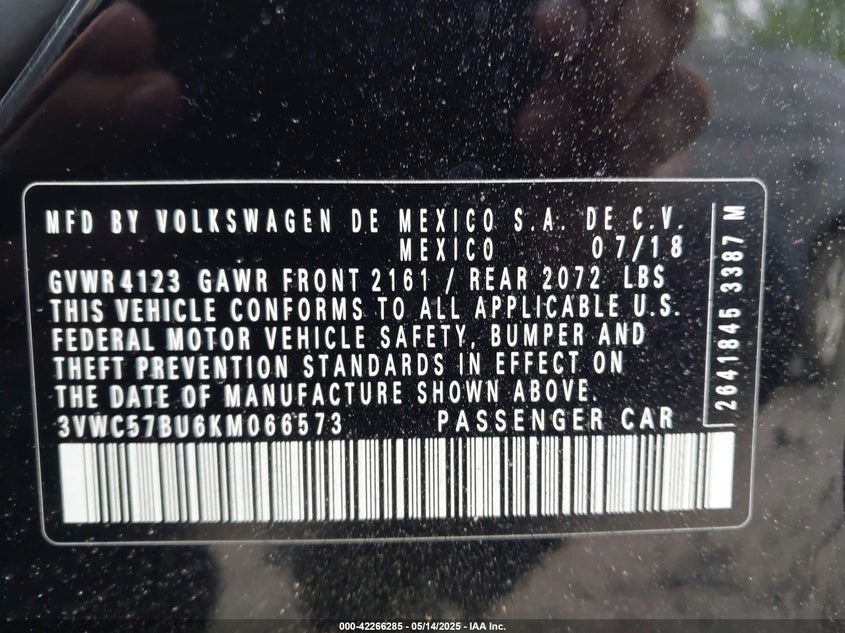 MFD BY VOLKSWAGEN DE MEXICO S.A. DE C.V.
MEXICO 07/18
GVWR 4123 GAWR FRONT 2161 / REAR 2072 LBS
THIS VEHICLE CONFORMS TO ALL APPLICABLE U.S.
FEDERAL MOTOR VEHICLE SAFETY, BUMPER AND
THEFT PREVENTION STANDARDS IN EFFECT ON
THE DATE OF MANUFACTURE SHOWN ABOVE.
3VWC57BU6KM066573 PASSENGER CAR
2641845 3387 M
000-42266285 - 05/14/2025 - IAA Inc.